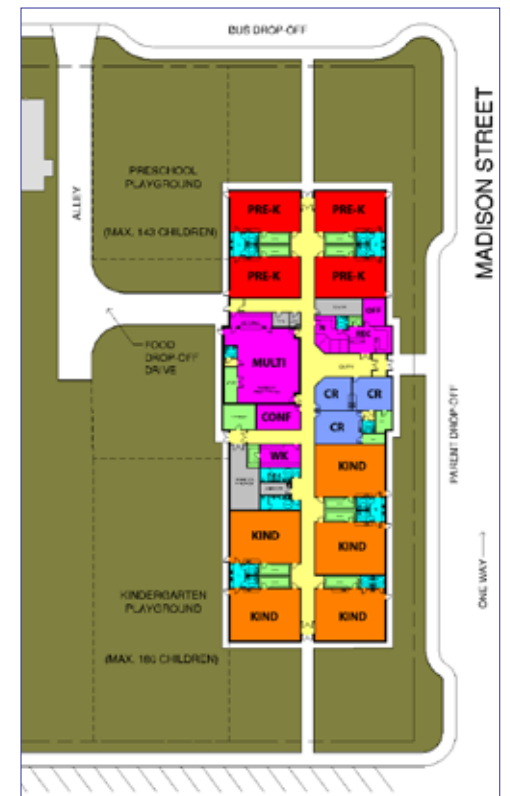 BUS DROP-OFF
MADISON STREET
PRESCHOOL
PLAYGROUND
(MAX. 143 CHILDREN)
ALLEY
PRE-K
PRE-K
PRE-K
PRE-K
OFF
REC
FOOD
DROP-OFF
DRIVE
MULTI
CR
CR
CONF
CR
WK
KIND
PARENT DROP-OFF
KIND
KIND
ONE WAY
KINDERGARTEN
PLAYGROUND
KIND
KIND
(MAX. 160 CHILDREN)